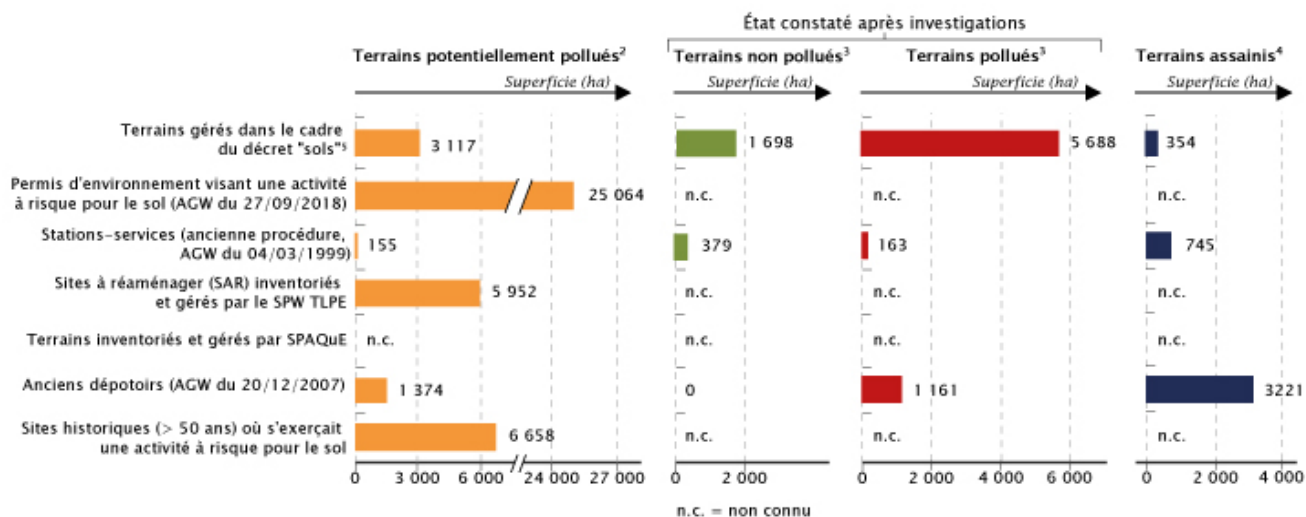 État constaté après investigations
Terrains potentiellement pollués² Terrains non pollués³ Terrains pollués³ Terrains assainis⁴
Superficie (ha) Superficie (ha) Superficie (ha) Superficie (ha)
Terrains gérés dans le cadre
du décret "sols"⁵ 3 117 1 698 5 688 354
Permis d'environnement visant une activité
à risque pour le sol (AGW du 27/09/2018) 25 064 n.c. n.c. n.c.
Stations-services (ancienne procédure,
AGW du 04/03/1999) 155 379 163 745
Sites à réaménager (SAR) inventoriés
et gérés par le SPW TLPE 5 952 n.c. n.c. n.c.
Terrains inventoriés et gérés par SPAQuE n.c. n.c. n.c. n.c.
Anciens dépotoirs (AGW du 20/12/2007) 1 374 0 1 161 3221
Sites historiques (> 50 ans) où s'exerçait
une activité à risque pour le sol 6 658 n.c. n.c. n.c.
0 3 000 6 000 24 000 27 000 0 2 000 0 2 000 4 000 6 000 0 2 000 4 000
n.c. = non connu